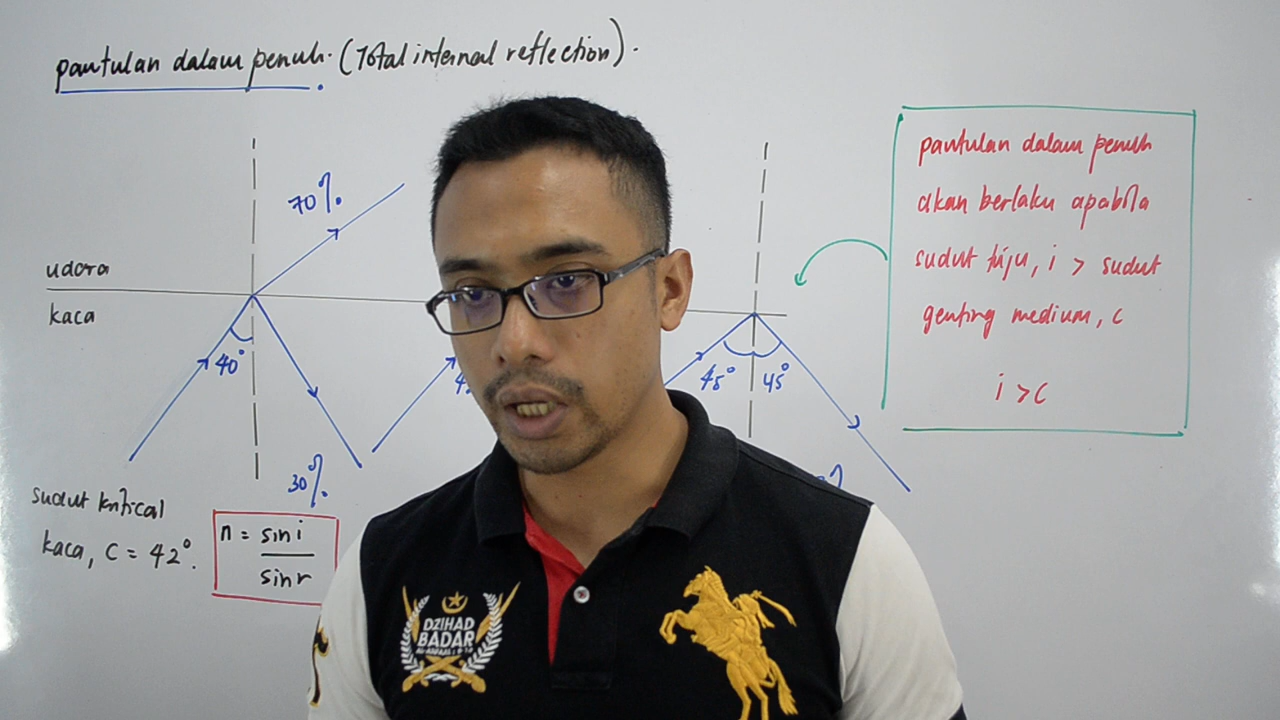 pantulan dalam penuh. (Total internal reflection).
70%.
udara
kaca
40°
30%.
45° 45°
pantulan dalam penuh
akan berlaku apabila
sudut tuju, i > sudut
genting medium, c
i > c
sudut kritical
kaca, C = 42°.
n = sin i
sin r
DZIHAD
BADAR